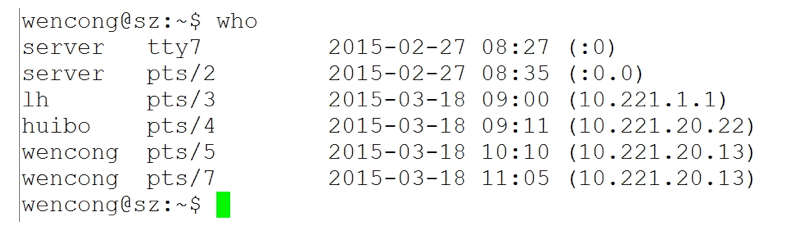 wencong@sz:~$ who
server   tty7         2015-02-27 08:27 (:0)
server   pts/2        2015-02-27 08:35 (:0.0)
lh       pts/3        2015-03-18 09:00 (10.221.1.1)
huibo    pts/4        2015-03-18 09:11 (10.221.20.22)
wencong  pts/5        2015-03-18 10:10 (10.221.20.13)
wencong  pts/7        2015-03-18 11:05 (10.221.20.13)
wencong@sz:~$